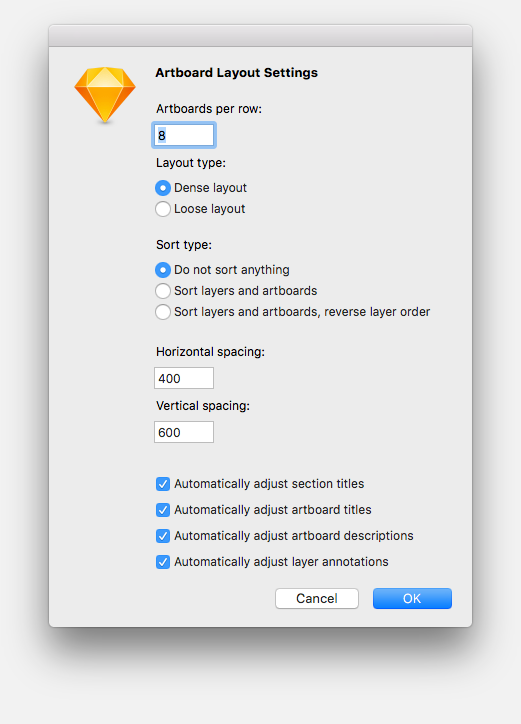 Artboard Layout Settings
Artboards per row:
8
Layout type:
Dense layout
Loose layout
Sort type:
Do not sort anything
Sort layers and artboards
Sort layers and artboards, reverse layer order
Horizontal spacing:
400
Vertical spacing:
600
Automatically adjust section titles
Automatically adjust artboard titles
Automatically adjust artboard descriptions
Automatically adjust layer annotations
Cancel OK